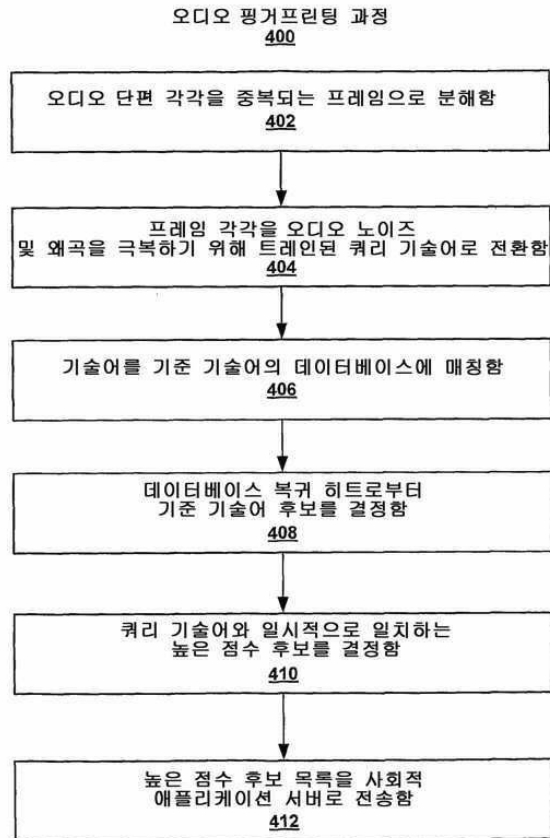 오디오 핑거프린팅 과정
400
오디오 단편 각각을 중복되는 프레임으로 분해함
402
프레임 각각을 오디오 노이즈
및 왜곡을 극복하기 위해 트레인된 쿼리 기술어로 전환함
404
기술어를 기준 기술어의 데이터베이스에 매칭함
406
데이터베이스 복귀 히트로부터
기준 기술어 후보를 결정함
408
쿼리 기술어와 일시적으로 일치하는
높은 점수 후보를 결정함
410
높은 점수 후보 목록을 사회적
애플리케이션 서버로 전송함
412